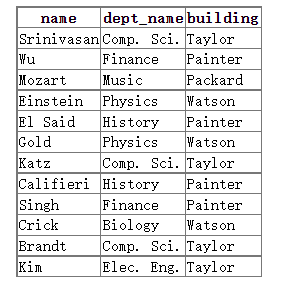 name dept_name building
Srinivasan Comp. Sci. Taylor
Wu Finance Painter
Mozart Music Packard
Einstein Physics Watson
El Said History Painter
Gold Physics Watson
Katz Comp. Sci. Taylor
Califieri History Painter
Singh Finance Painter
Crick Biology Watson
Brandt Comp. Sci. Taylor
Kim Elec. Eng. Taylor